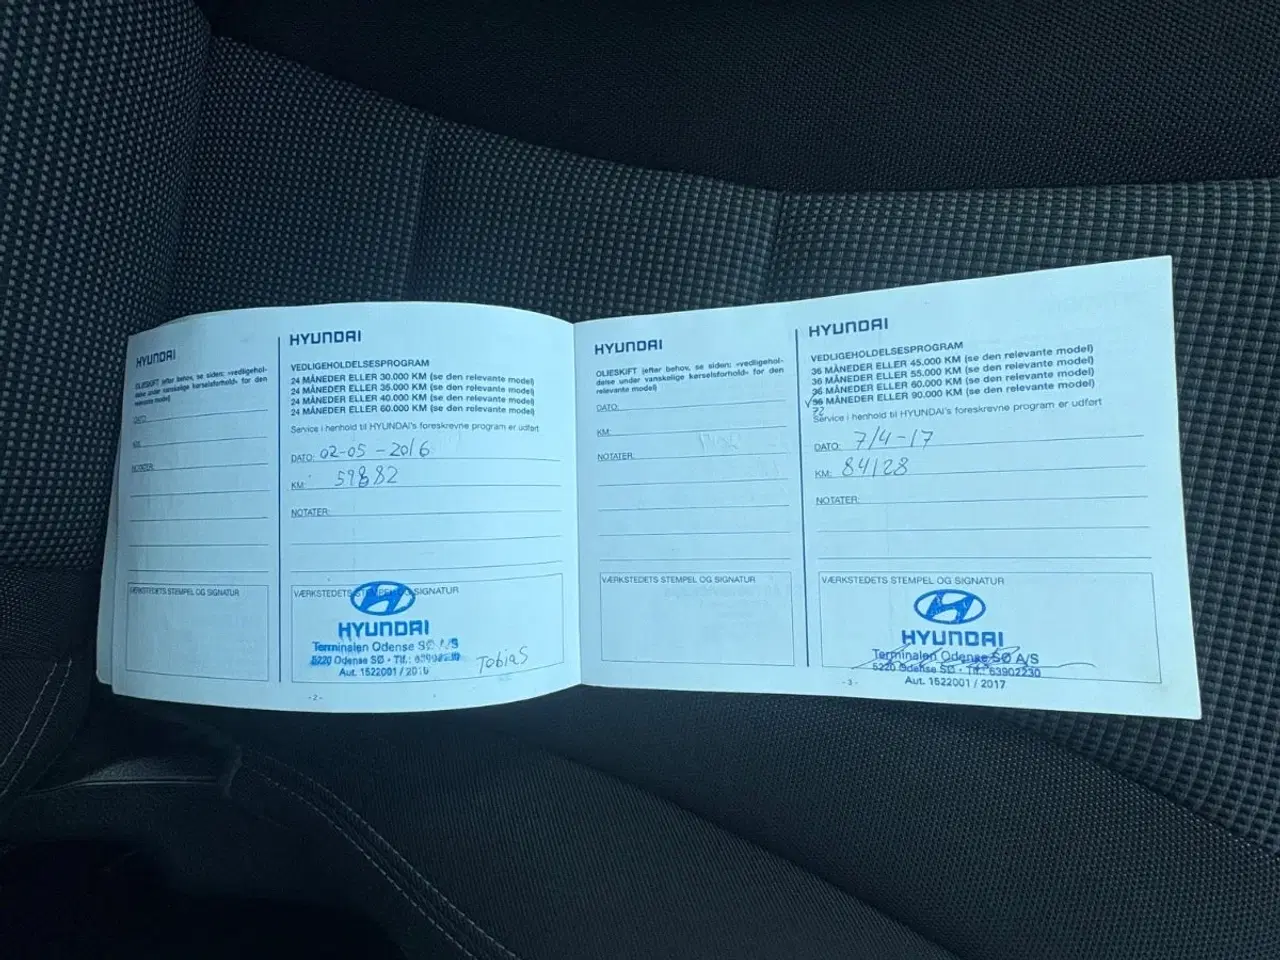 HYUNDAI
OLIESKIFT (efter behov, se siden: »vedligehol-
delse under vanskelige kørselsforhold« for den
relevante model)
DATO:
KM:
NOTATER:
VÆRKSTEDETS STEMPEL OG SIGNATUR
HYUNDAI
VEDLIGEHOLDELSESPROGRAM
24 MÅNEDER ELLER 30.000 KM (se den relevante model)
24 MÅNEDER ELLER 35.000 KM (se den relevante model)
24 MÅNEDER ELLER 40.000 KM (se den relevante model)
24 MÅNEDER ELLER 60.000 KM (se den relevante model)
Service i henhold til HYUNDAI's foreskrevne program er udført
DATO: 02-05-2016
KM: 59882
NOTATER:
VÆRKSTEDETS STEMPEL OG SIGNATUR
HYUNDAI
Terminalen Odense SØ A/S
5220 Odense SØ - Tlf.: 63902230
Aut. 1522001 / 2016
Tobias
- 2 -
HYUNDAI
OLIESKIFT (efter behov, se siden: »vedligehol-
delse under vanskelige kørselsforhold« for den
relevante model)
DATO:
KM:
NOTATER:
VÆRKSTEDETS STEMPEL OG SIGNATUR
HYUNDAI
VEDLIGEHOLDELSESPROGRAM
36 MÅNEDER ELLER 45.000 KM (se den relevante model)
36 MÅNEDER ELLER 55.000 KM (se den relevante model)
36 MÅNEDER ELLER 60.000 KM (se den relevante model)
36 MÅNEDER ELLER 90.000 KM (se den relevante model)
Service i henhold til HYUNDAI's foreskrevne program er udført
DATO: 7/4-17
KM: 84128
NOTATER:
VÆRKSTEDETS STEMPEL OG SIGNATUR
HYUNDAI
Terminalen Odense SØ A/S
5220 Odense SØ - Tlf.: 63902230
Aut. 1522001 / 2017
- 3 -